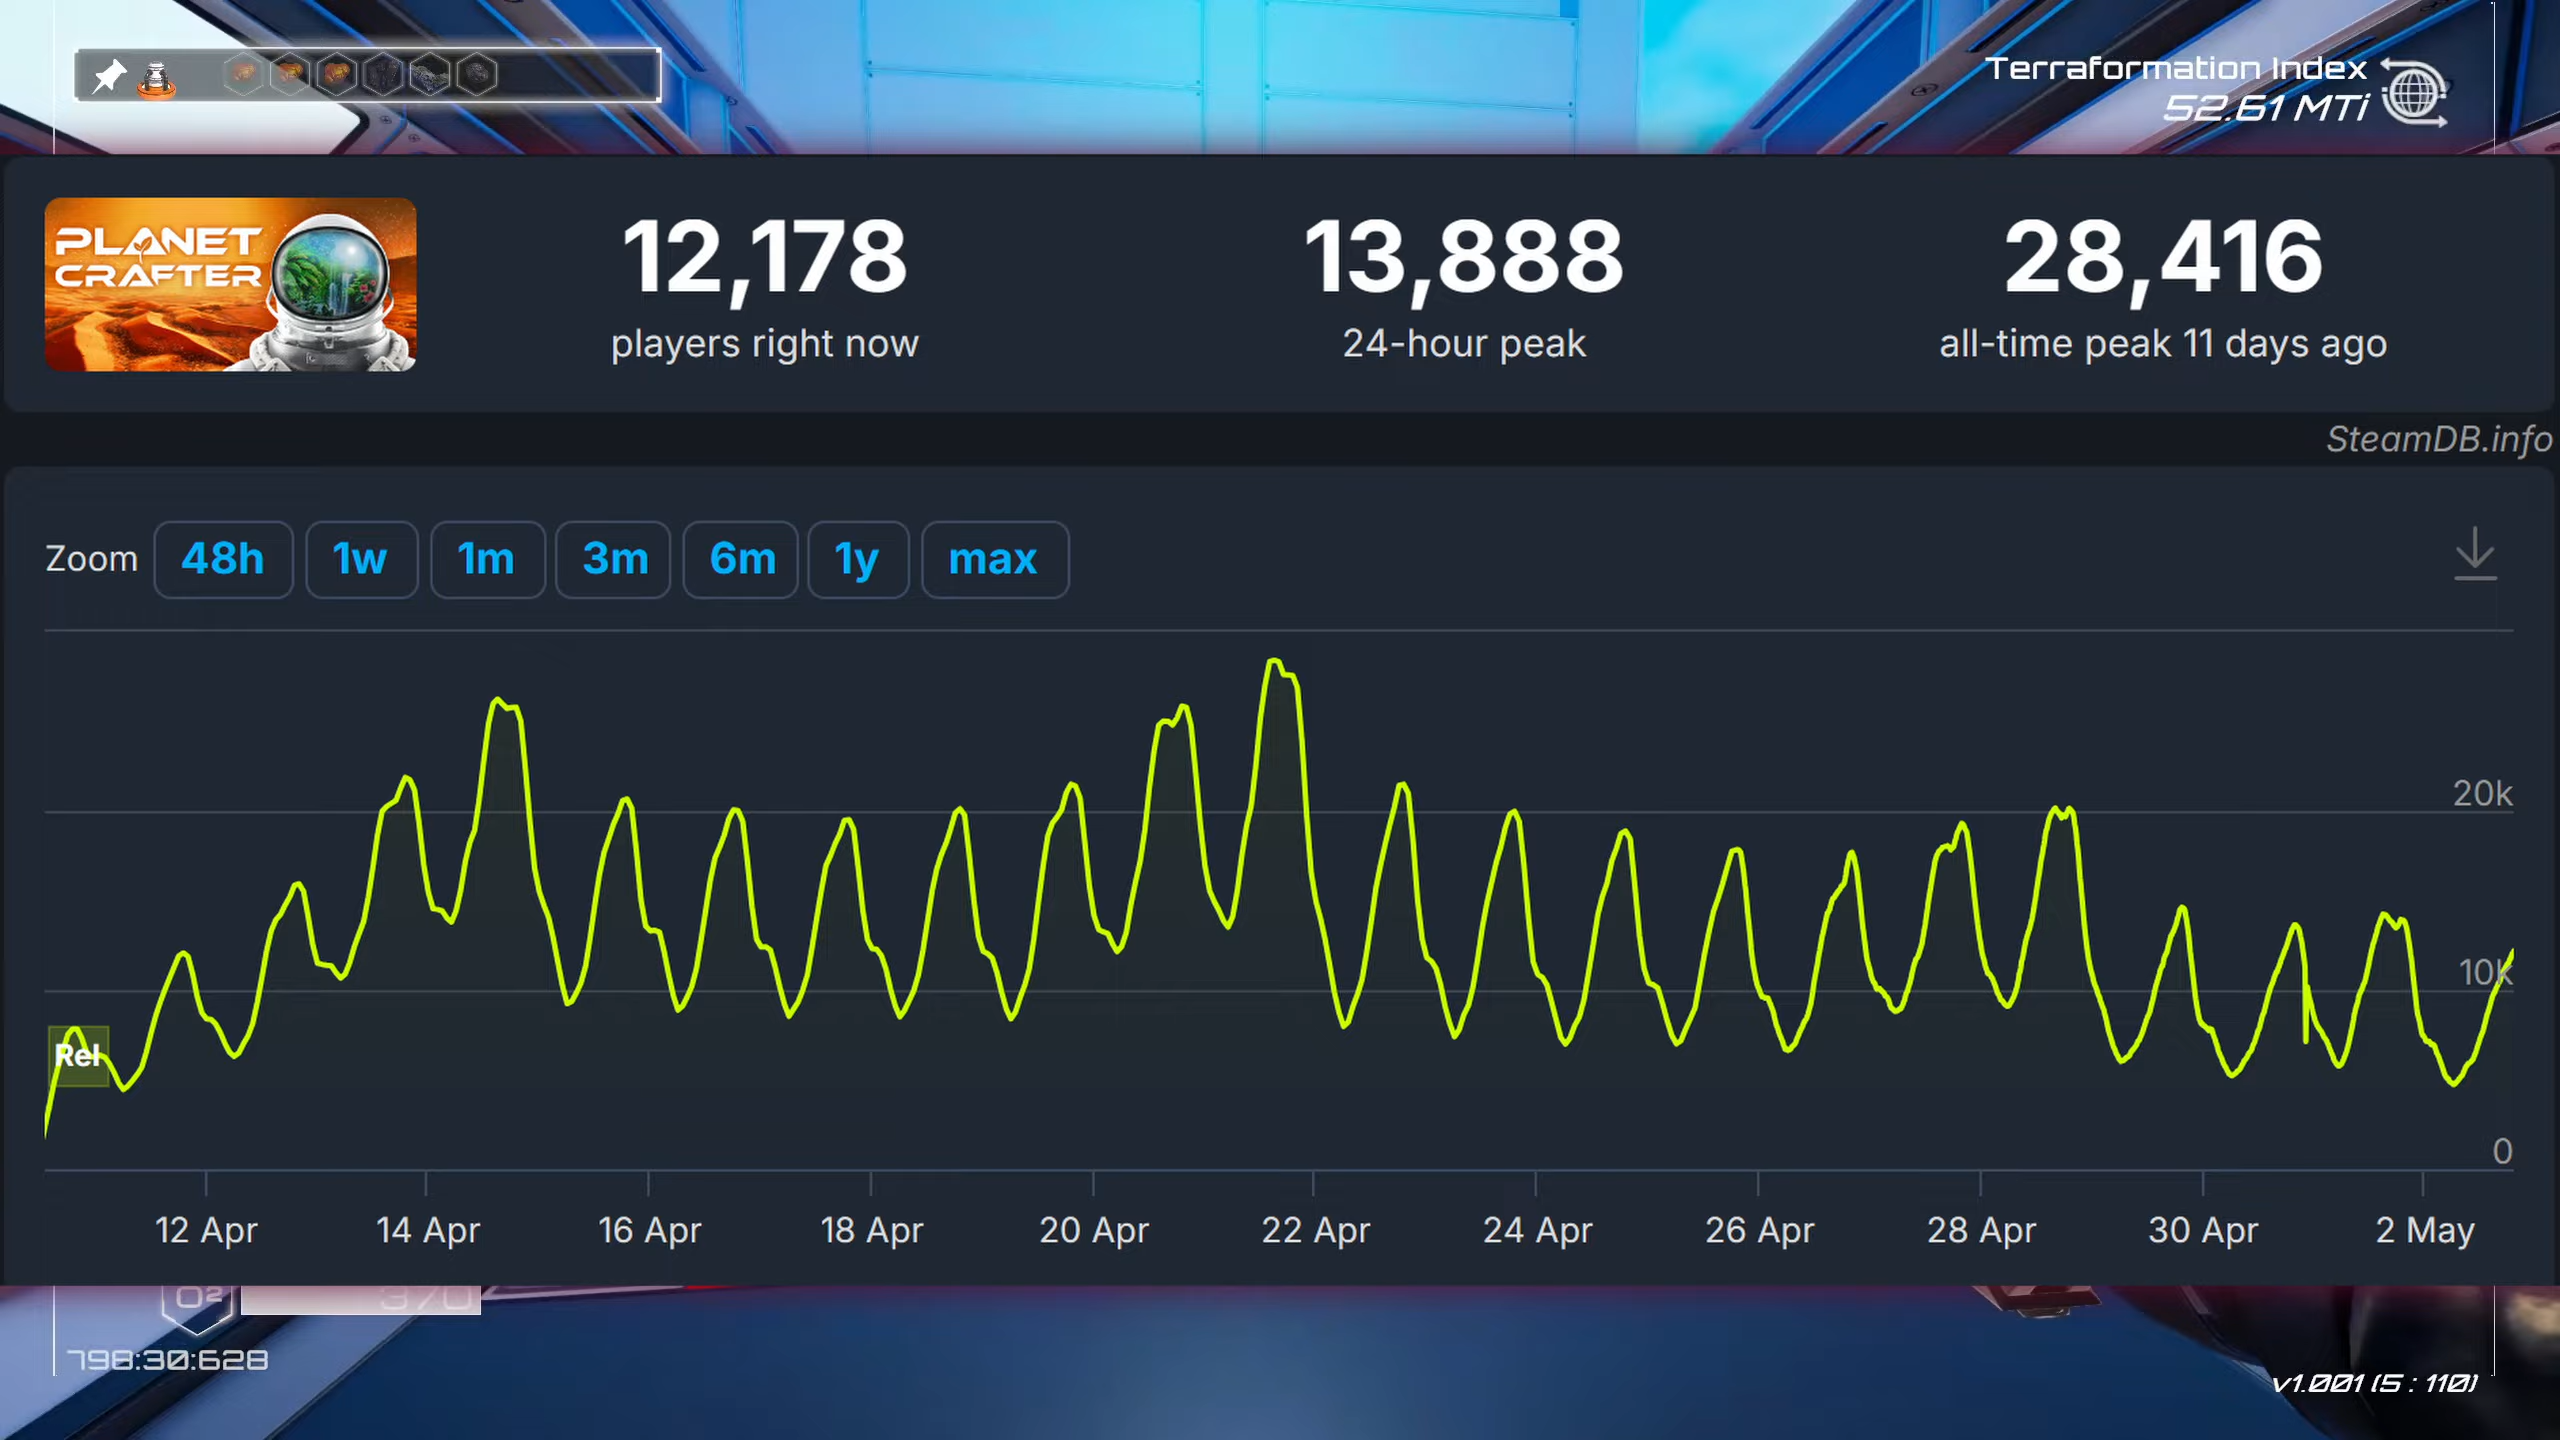 Terraformation Index
52.61 MTi
PLANET
CRAFTER
12,178
players right now
13,888
24-hour peak
28,416
all-time peak 11 days ago
SteamDB.info
Zoom 48h 1w 1m 3m 6m 1y max
20k
10k
Rel
0
12 Apr 14 Apr 16 Apr 18 Apr 20 Apr 22 Apr 24 Apr 26 Apr 28 Apr 30 Apr 2 May
O2 370
798:30:628
v1.001 (5 : 110)